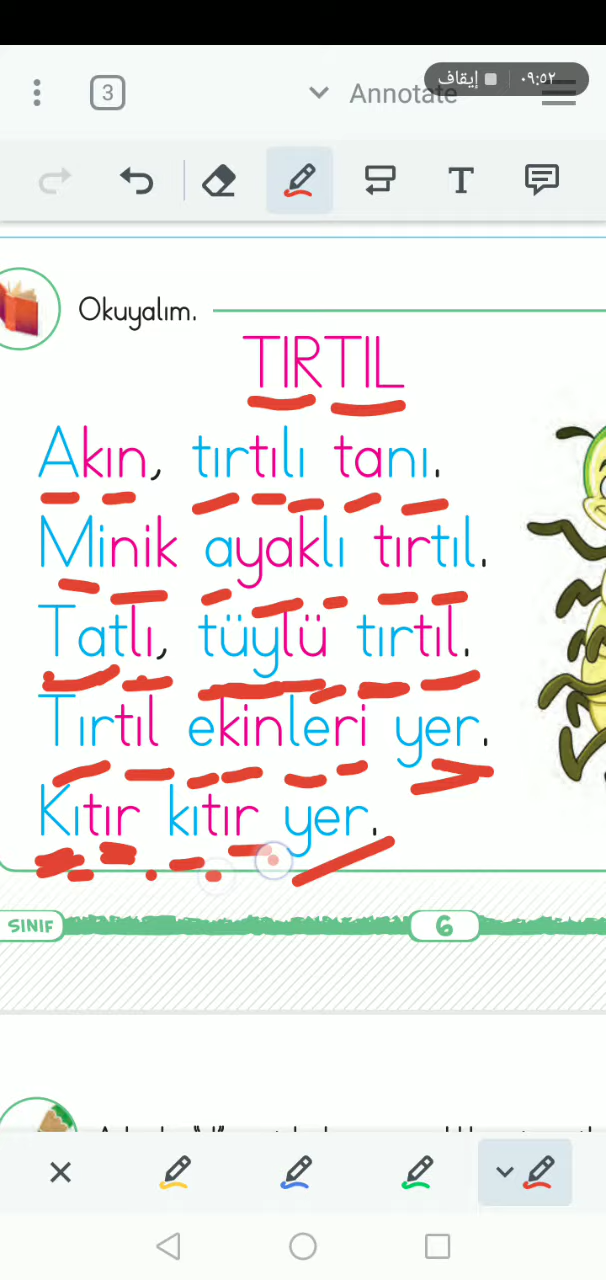 ٠٩:٥٢ إيقاف
3 Annotate
T
Okuyalım.
TIRTIL
Akın, tırtılı tanı.
Minik ayaklı tırtıl.
Tatlı, tüylü tırtıl.
Tırtıl ekinleri yer.
Kıtır kıtır yer.
SINIF 6